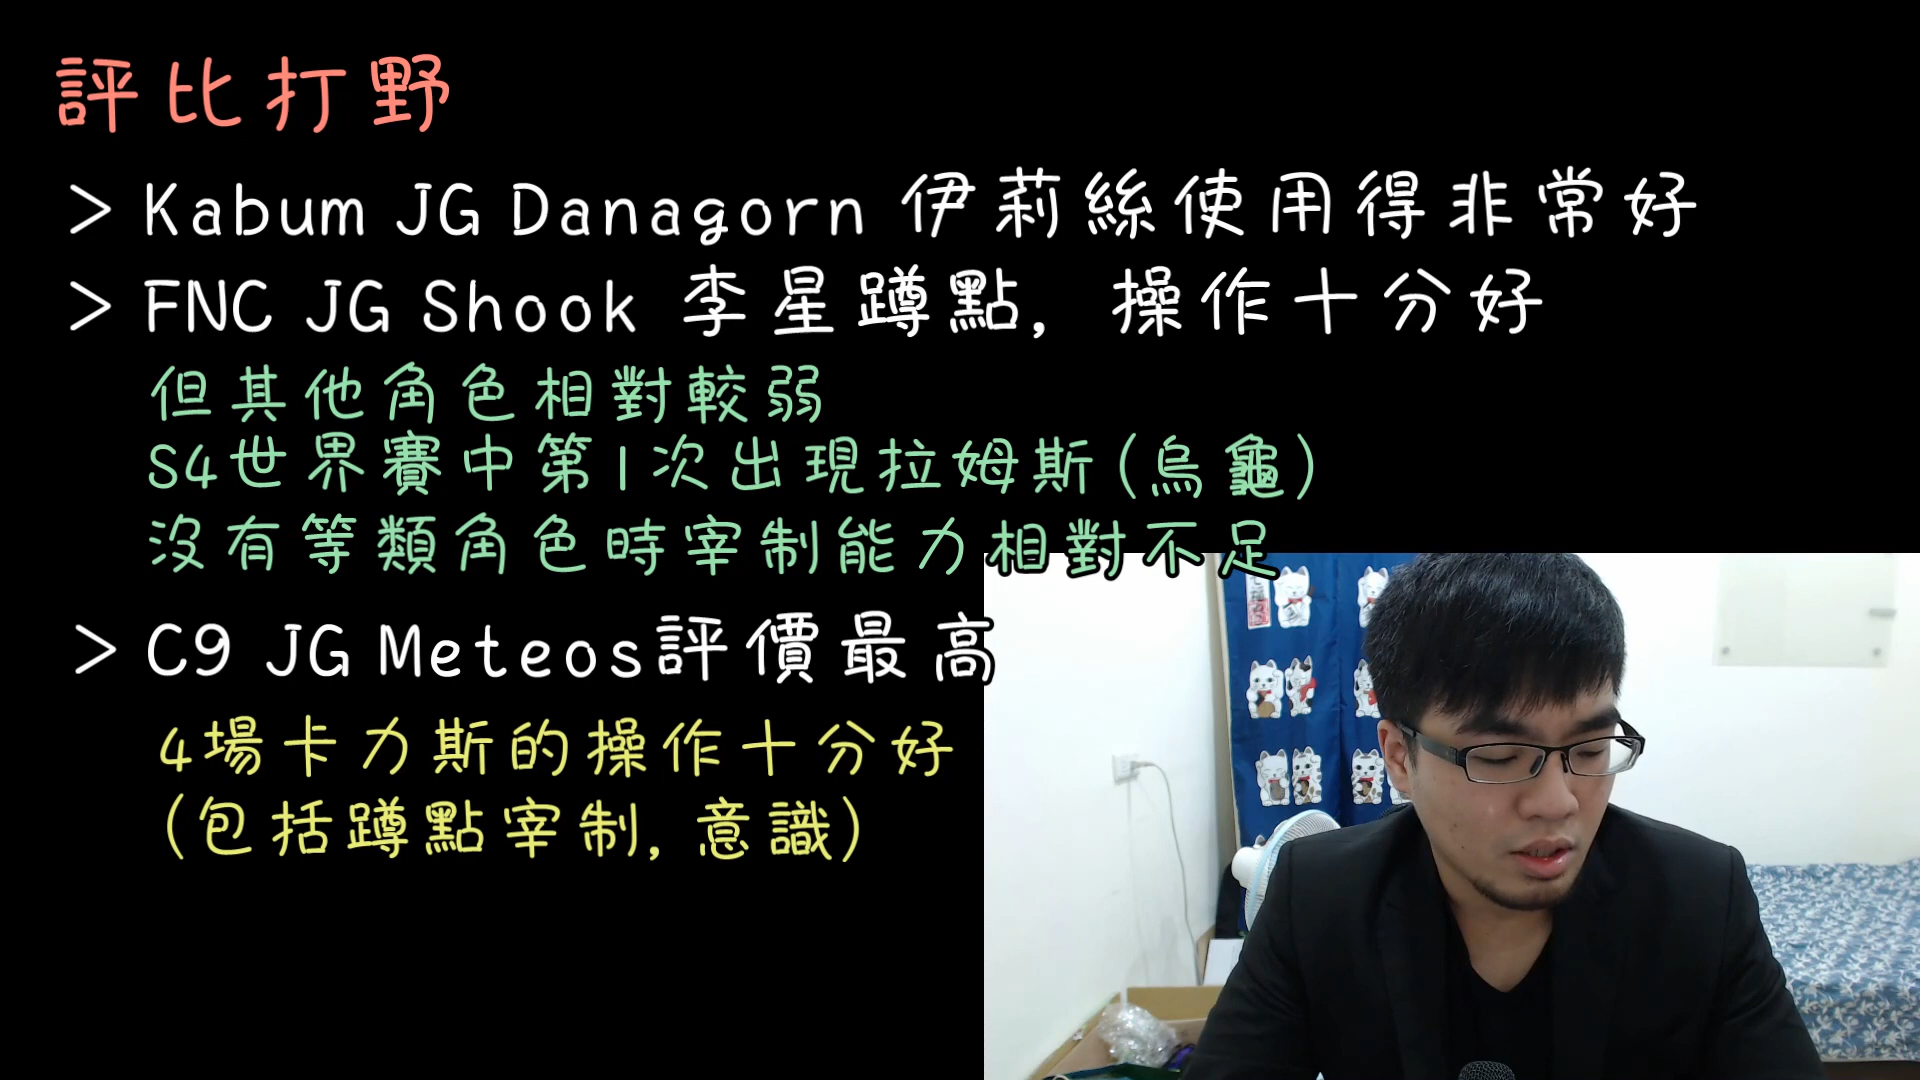 評比打野
> Kabum JG Danagorn 伊莉絲使用得非常好
> FNC JG Shook 李星蹲點, 操作十分好
但其他角色相對較弱
S4世界賽中第1次出現拉姆斯(烏龜)
沒有等類角色時宰制能力相對不足
> C9 JG Meteos評價最高
4場卡力斯的操作十分好
(包括蹲點宰制, 意識)